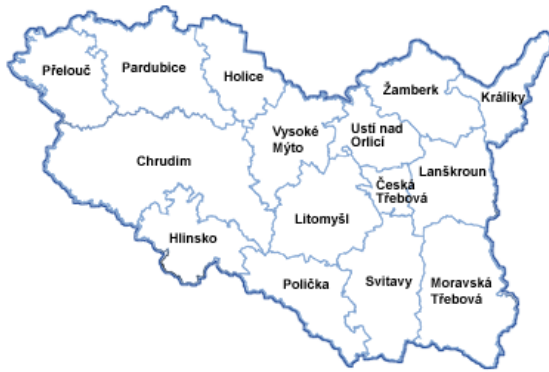 Přelouč
Pardubice
Holice
Žamberk
Králíky
Vysoké
Mýto
Ustí nad
Orlicí
Chrudim
Lanškroun
Česká
Třebová
Litomyšl
Hlinsko
Polička
Svitavy
Moravská
Třebová